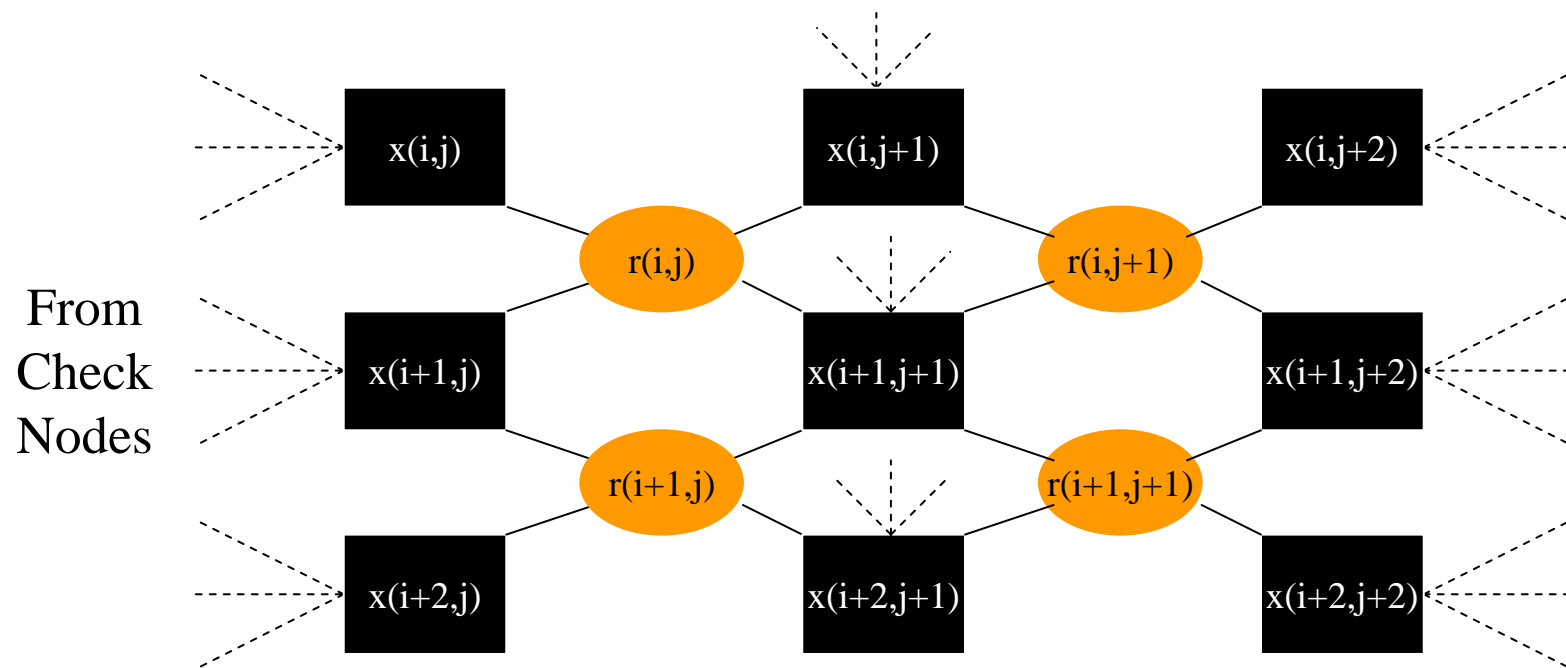 x(i,j)
x(i,j+1)
x(i,j+2)
r(i,j)
r(i,j+1)
From
Check
Nodes
x(i+1,j)
x(i+1,j+1)
x(i+1,j+2)
r(i+1,j)
r(i+1,j+1)
x(i+2,j)
x(i+2,j+1)
x(i+2,j+2)